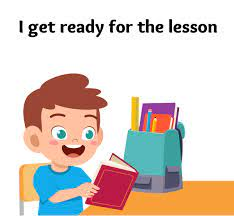 I get ready for the lesson